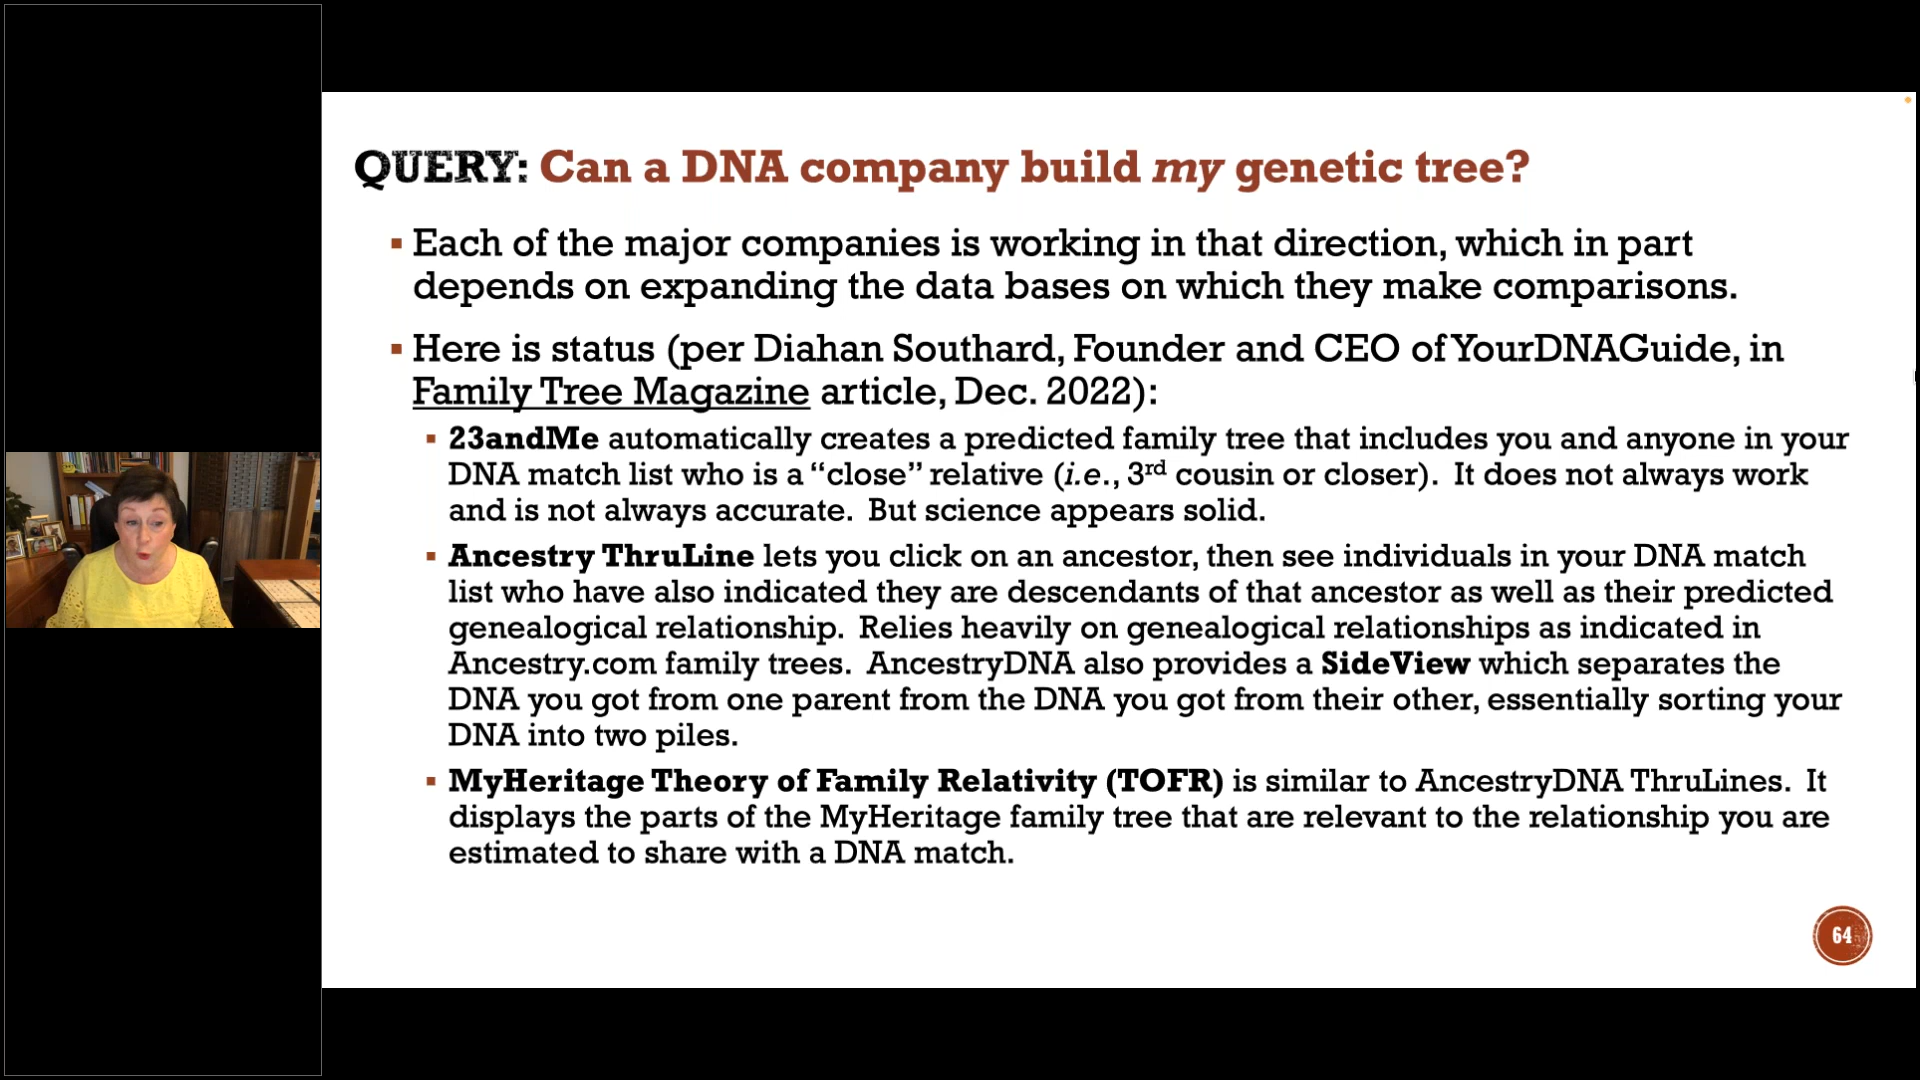 QUERY: Can a DNA company build my genetic tree?
Each of the major companies is working in that direction, which in part
depends on expanding the data bases on which they make comparisons.
Here is status (per Diahan Southard, Founder and CEO of YourDNAGuide, in
Family Tree Magazine article, Dec. 2022):
23andMe automatically creates a predicted family tree that includes you and anyone in your
DNA match list who is a “close” relative (i.e., 3rd cousin or closer). It does not always work
and is not always accurate. But science appears solid.
Ancestry ThruLine lets you click on an ancestor, then see individuals in your DNA match
list who have also indicated they are descendants of that ancestor as well as their predicted
genealogical relationship. Relies heavily on genealogical relationships as indicated in
Ancestry.com family trees. AncestryDNA also provides a SideView which separates the
DNA you got from one parent from the DNA you got from their other, essentially sorting your
DNA into two piles.
MyHeritage Theory of Family Relativity (TOFR) is similar to AncestryDNA ThruLines. It
displays the parts of the MyHeritage family tree that are relevant to the relationship you are
estimated to share with a DNA match.
64